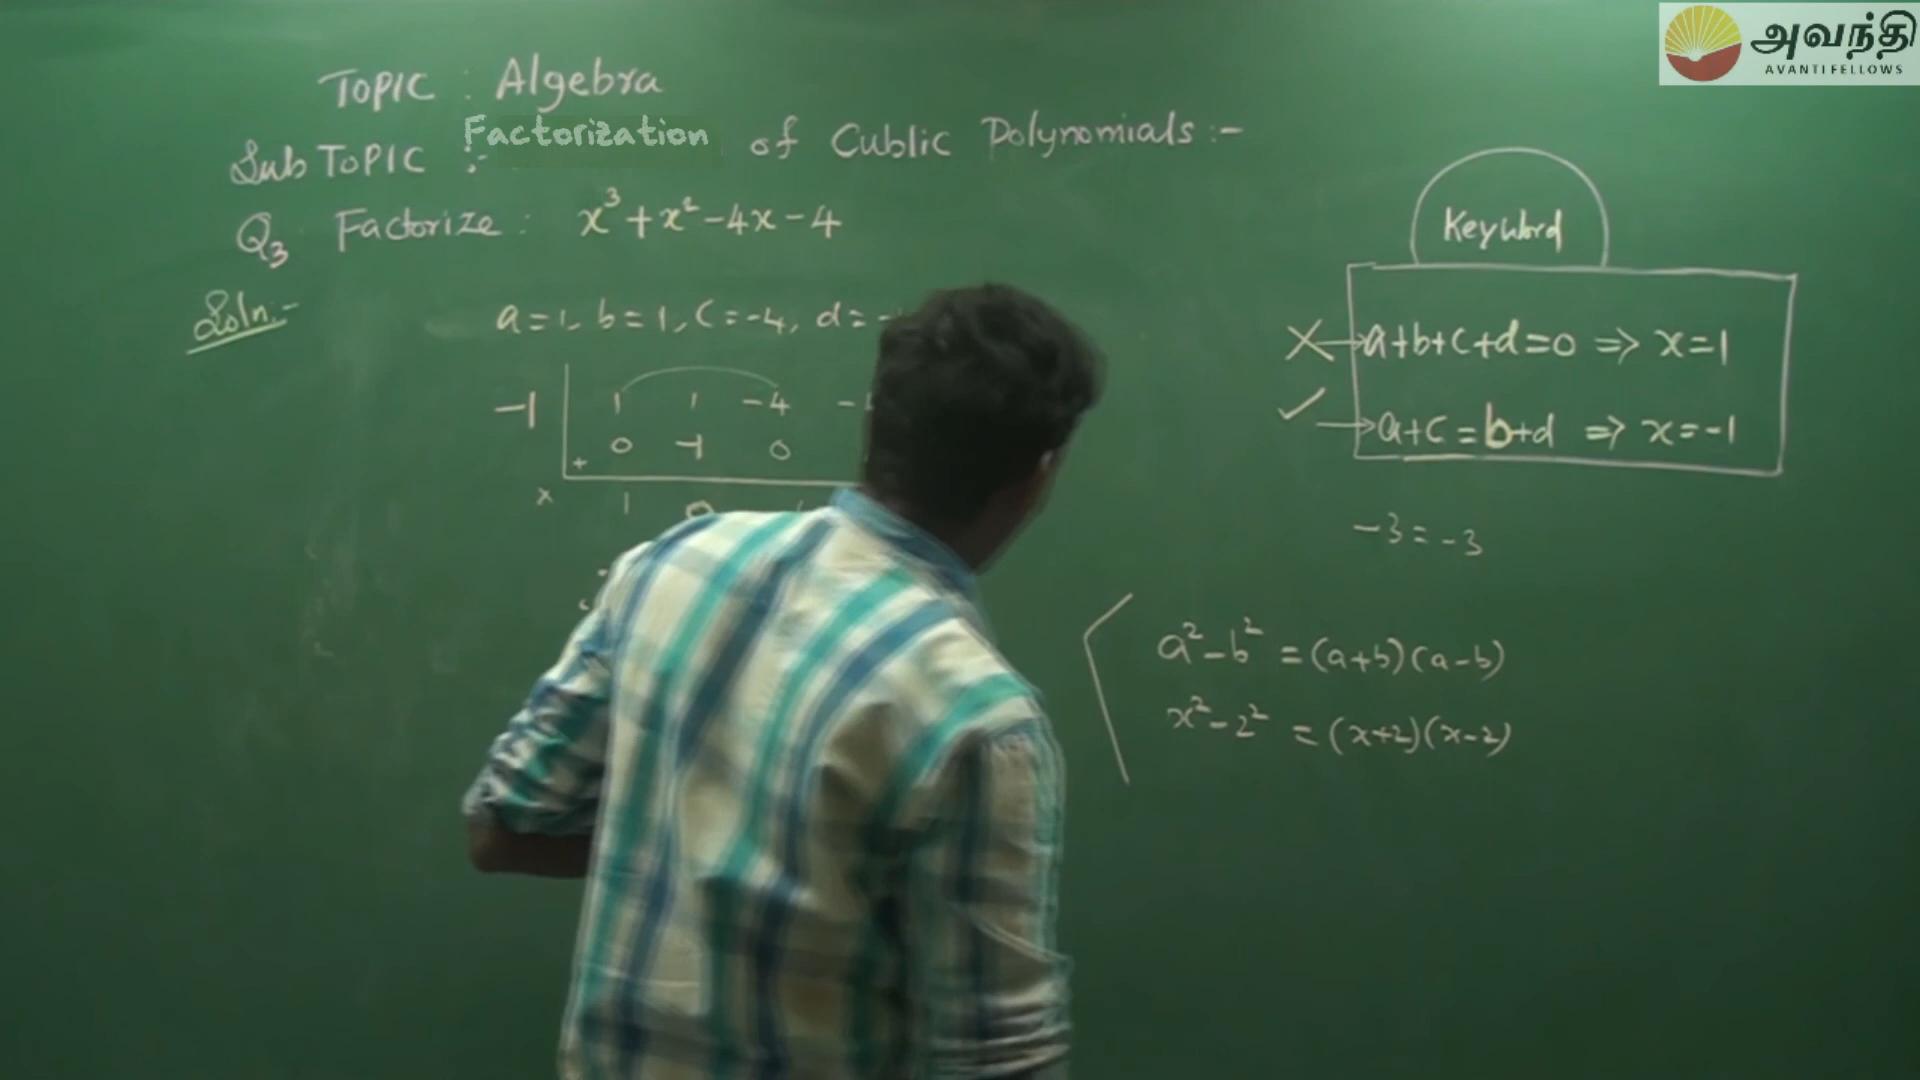 அவந்தி
AVANTI FELLOWS
TOPIC : Algebra
Sub TOPIC :- Factorization of Cublic Polynomials :-
Q3 Factorize : x³+x²-4x-4
Soln:-
a=1, b=1, c=-4, d=-
-1 1 1 -4 -
0 -1 0
+
x 1 0
Keyword
X → a+b+c+d=0 ⇒ x=1
✓ → a+c=b+d ⇒ x=-1
-3=-3
a²-b² =(a+b)(a-b)
x²-2² =(x+2)(x-2)